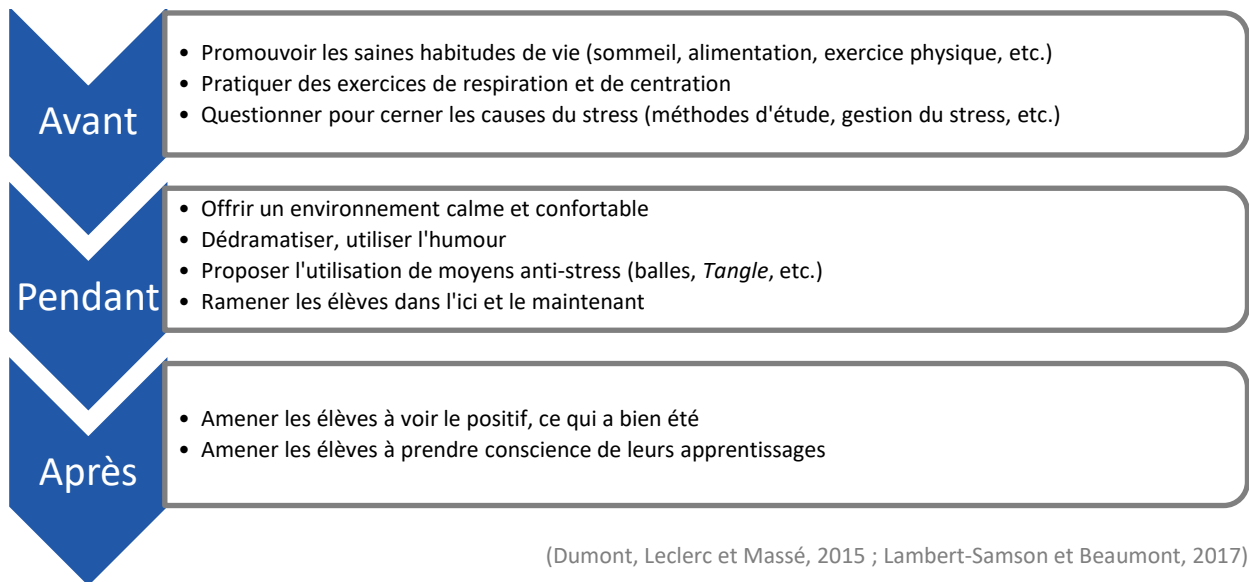 Avant
• Promouvoir les saines habitudes de vie (sommeil, alimentation, exercice physique, etc.)
• Pratiquer des exercices de respiration et de centration
• Questionner pour cerner les causes du stress (méthodes d'étude, gestion du stress, etc.)
Pendant
• Offrir un environnement calme et confortable
• Dédramatiser, utiliser l'humour
• Proposer l'utilisation de moyens anti-stress (balles, Tangle, etc.)
• Ramener les élèves dans l'ici et le maintenant
Après
• Amener les élèves à voir le positif, ce qui a bien été
• Amener les élèves à prendre conscience de leurs apprentissages
(Dumont, Leclerc et Massé, 2015 ; Lambert-Samson et Beaumont, 2017)